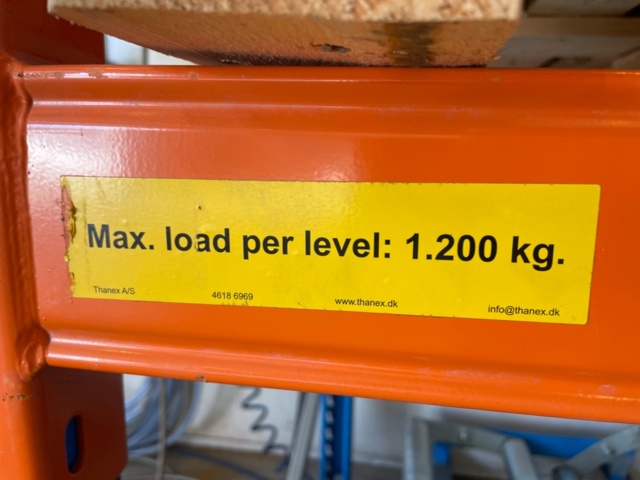 Max. load per level: 1.200 kg.
Thanex A/S 4618 6969 www.thanex.dk info@thanex.dk